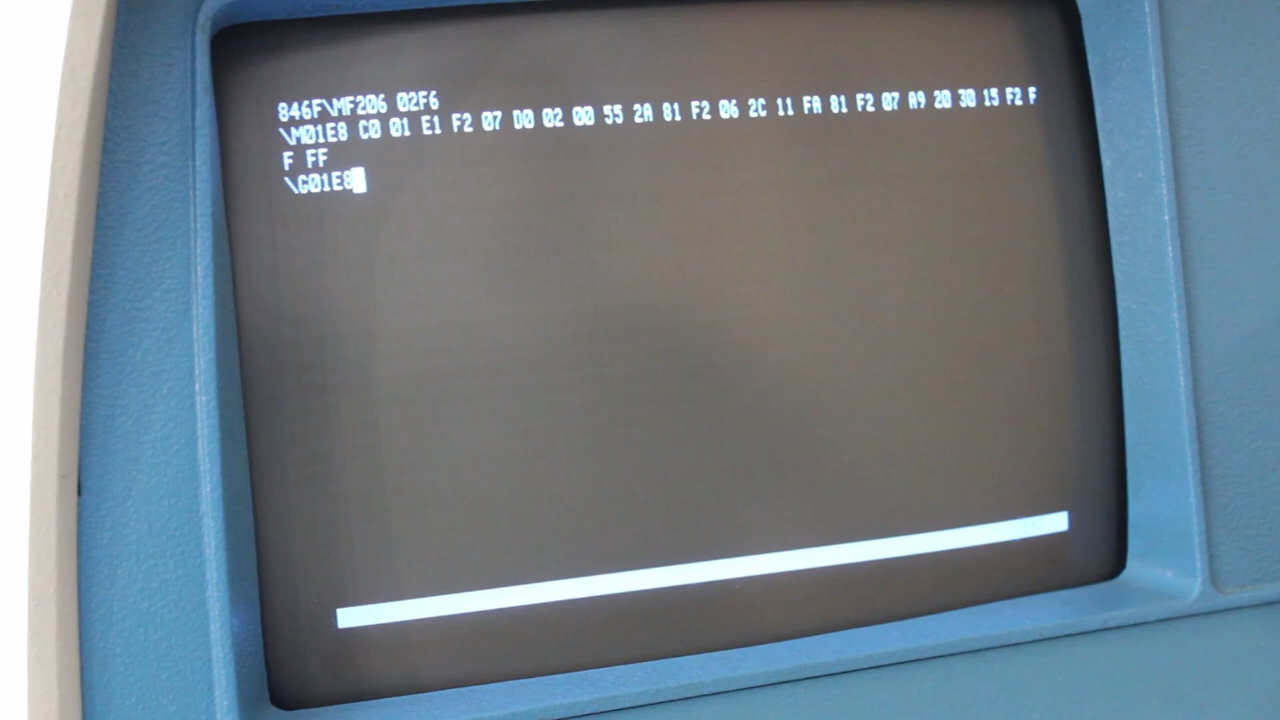 846F\MF206 02F6
\M01E8 C0 01 E1 F2 07 D0 02 00 55 2A 81 F2 06 2C 11 FA 81 F2 07 A9 20 30 15 F2 F
F FF
\G01E8